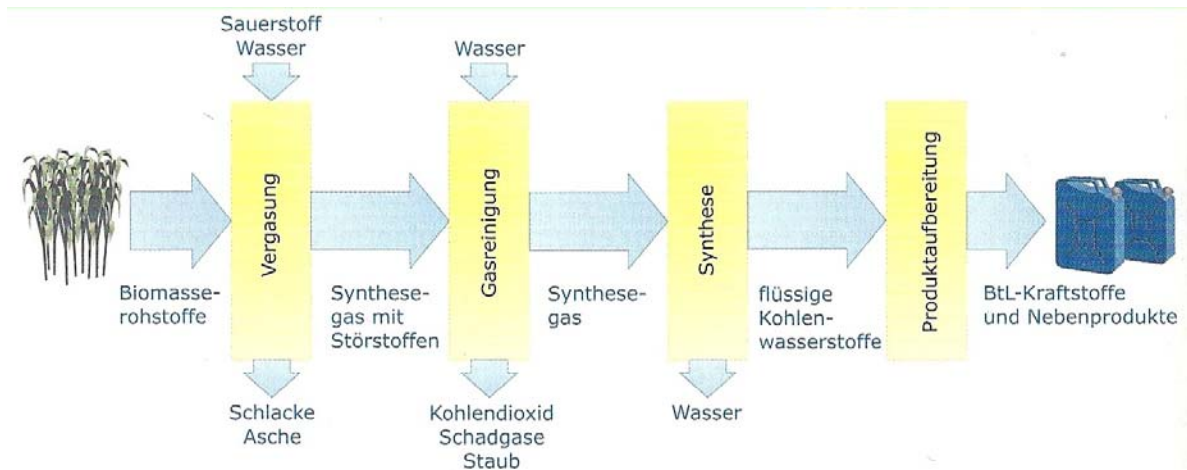 Sauerstoff
Wasser
Wasser
Vergasung
Gasreinigung
Synthese
Produktaufbereitung
Biomasse-
rohstoffe
Synthese-
gas mit
Störstoffen
Synthese-
gas
flüssige
Kohlen-
wasserstoffe
BtL-Kraftstoffe
und Nebenprodukte
Schlacke
Asche
Kohlendioxid
Schadgase
Staub
Wasser